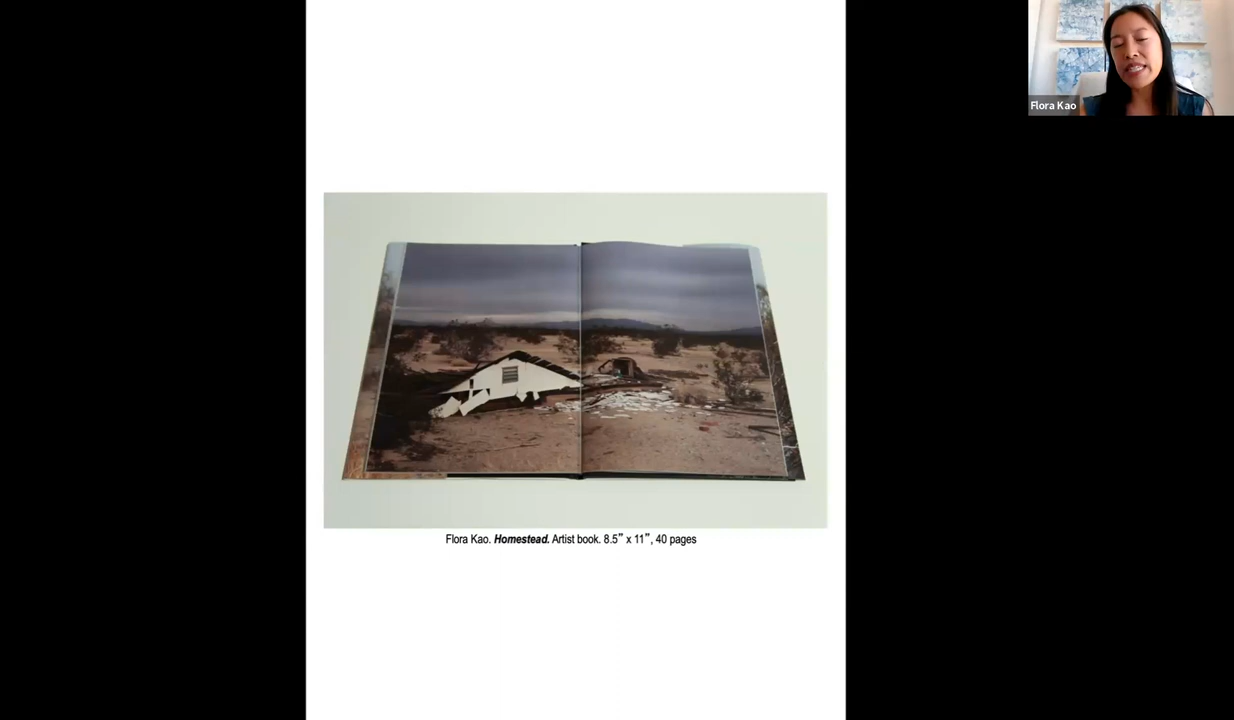 Flora Kao
Flora Kao. Homestead. Artist book. 8.5” x 11”, 40 pages